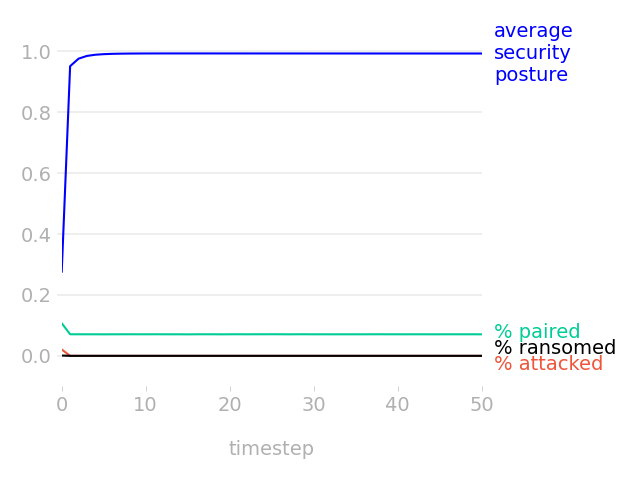 average
security
posture
1.0
0.8
0.6
0.4
0.2
0.0
% paired
% ransomed
% attacked
0 10 20 30 40 50
timestep